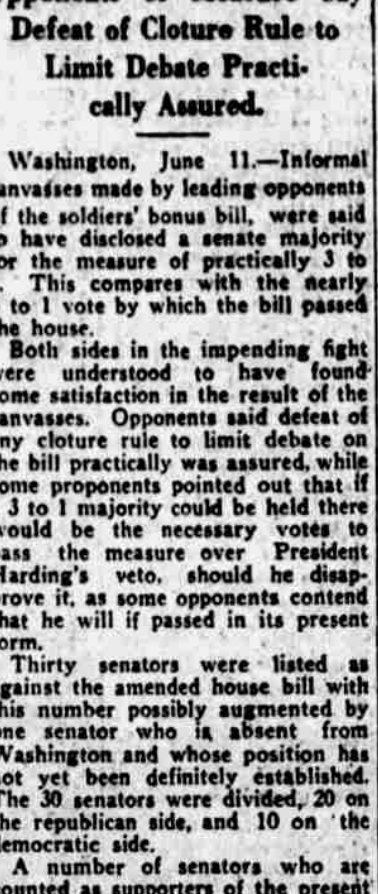 Defeat of Cloture Rule to
Limit Debate Practi-
cally Assured.
Washington, June 11.—Informal
anvasses made by leading opponents
f the soldiers' bonus bill, were said
o have disclosed a senate majority
or the measure of practically 3 to
. This compares with the nearly
to 1 vote by which the bill passed
he house.
Both sides in the impending fight
vere understood to have found
ome satisfaction in the result of the
anvasses. Opponents said defeat of
ny cloture rule to limit debate on
he bill practically was assured, while
ome proponents pointed out that if
3 to 1 majority could be held there
vould be the necessary votes to
ass the measure over President
Harding's veto, should he disap-
rove it, as some opponents contend
hat he will if passed in its present
orm.
Thirty senators were listed as
gainst the amended house bill with
his number possibly augmented by
ne senator who is absent from
Washington and whose position has
ot yet been definitely established.
The 30 senators were divided, 20 on
he republican side, and 10 on the
emocratic side.
A number of senators who are
ounted as supporters of the present